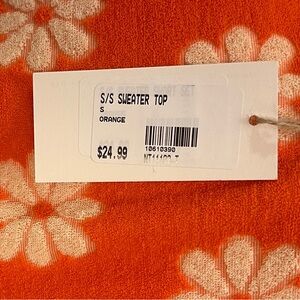 S/S SWEATER TOP
S
ORANGE
10610390
$24.99